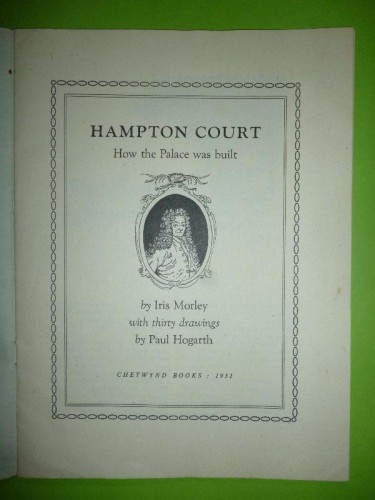 HAMPTON COURT
How the Palace was built
by Iris Morley
with thirty drawings
by Paul Hogarth
CHETWYND BOOKS : 1951